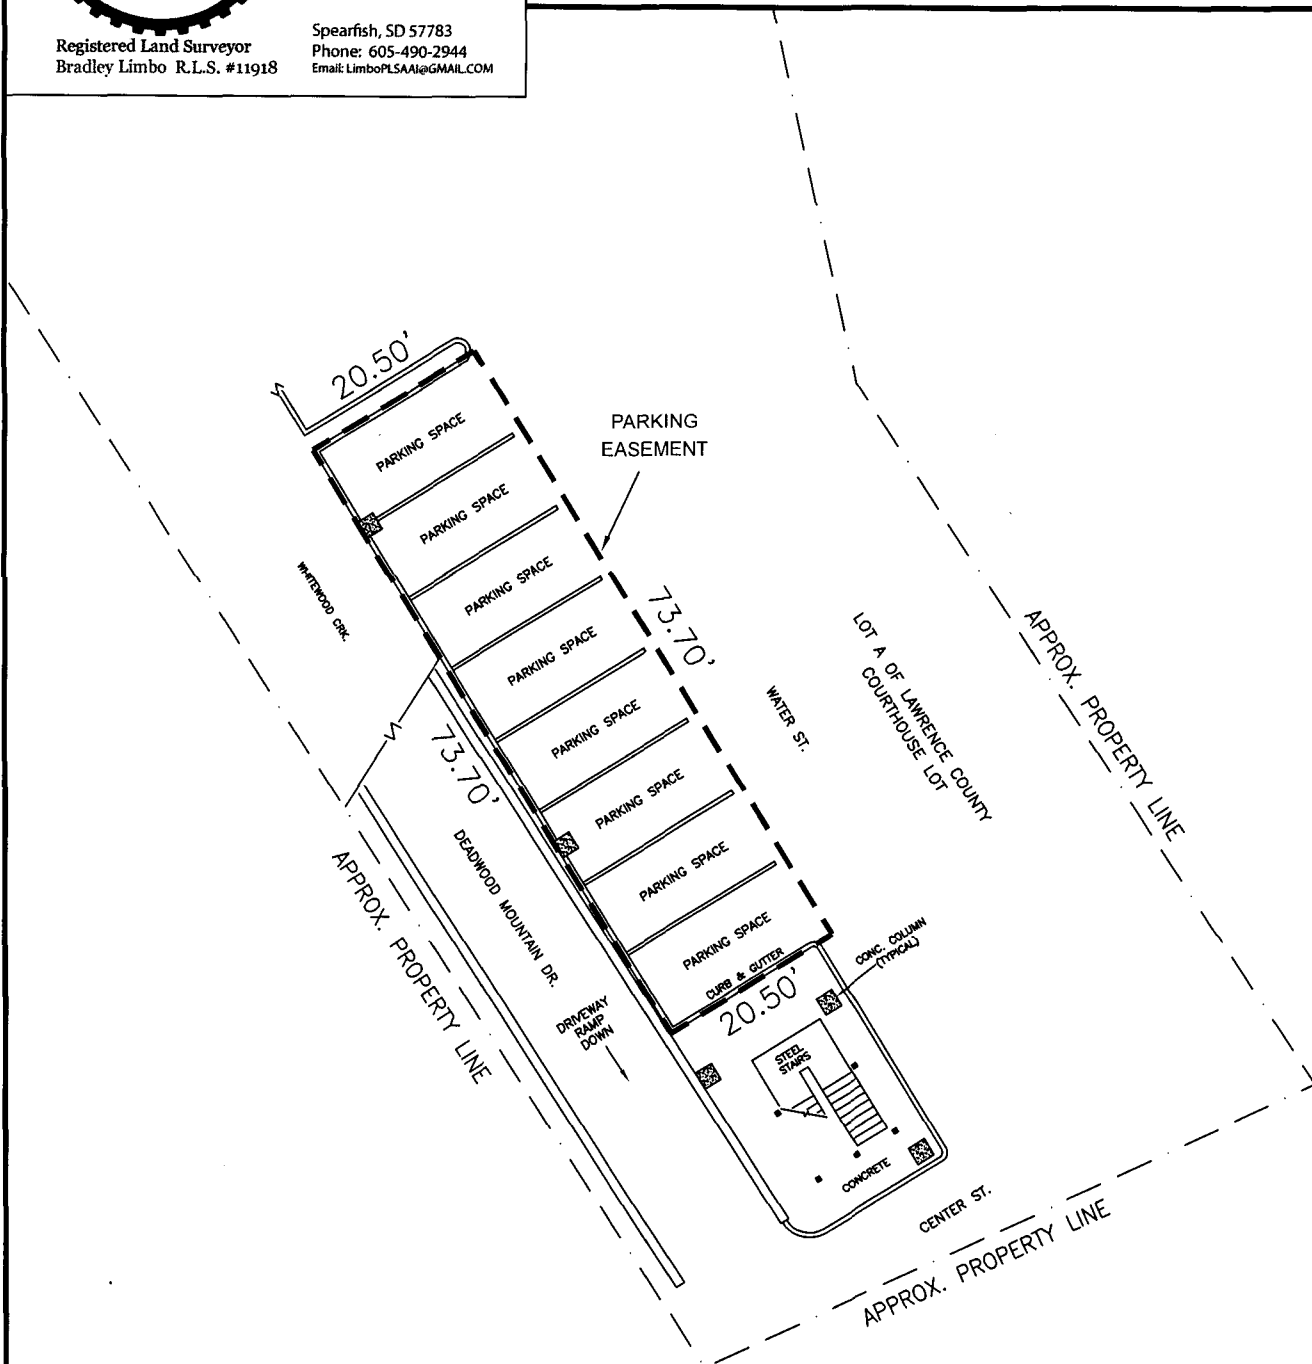 Registered Land Surveyor
Bradley Limbo R.L.S. #11918
Spearfish, SD 57783
Phone: 605-490-2944
Email: LimboPLSAAI@GMAIL.COM
20.50'
PARKING SPACE
PARKING
EASEMENT
PARKING SPACE
PARKING SPACE
WHITEWOOD CRK.
PARKING SPACE
73.70'
LOT A OF LAWRENCE COUNTY
COURTHOUSE LOT
APPROX. PROPERTY LINE
PARKING SPACE
WATER ST.
73.70'
PARKING SPACE
PARKING SPACE
DEADWOOD MOUNTAIN DR.
APPROX. PROPERTY LINE
PARKING SPACE
CURB & GUTTER
20.50'
CONC. COLUMN
(TYPICAL)
DRIVEWAY
RAMP
DOWN
STEEL
STAIRS
CONCRETE
CENTER ST.
APPROX. PROPERTY LINE